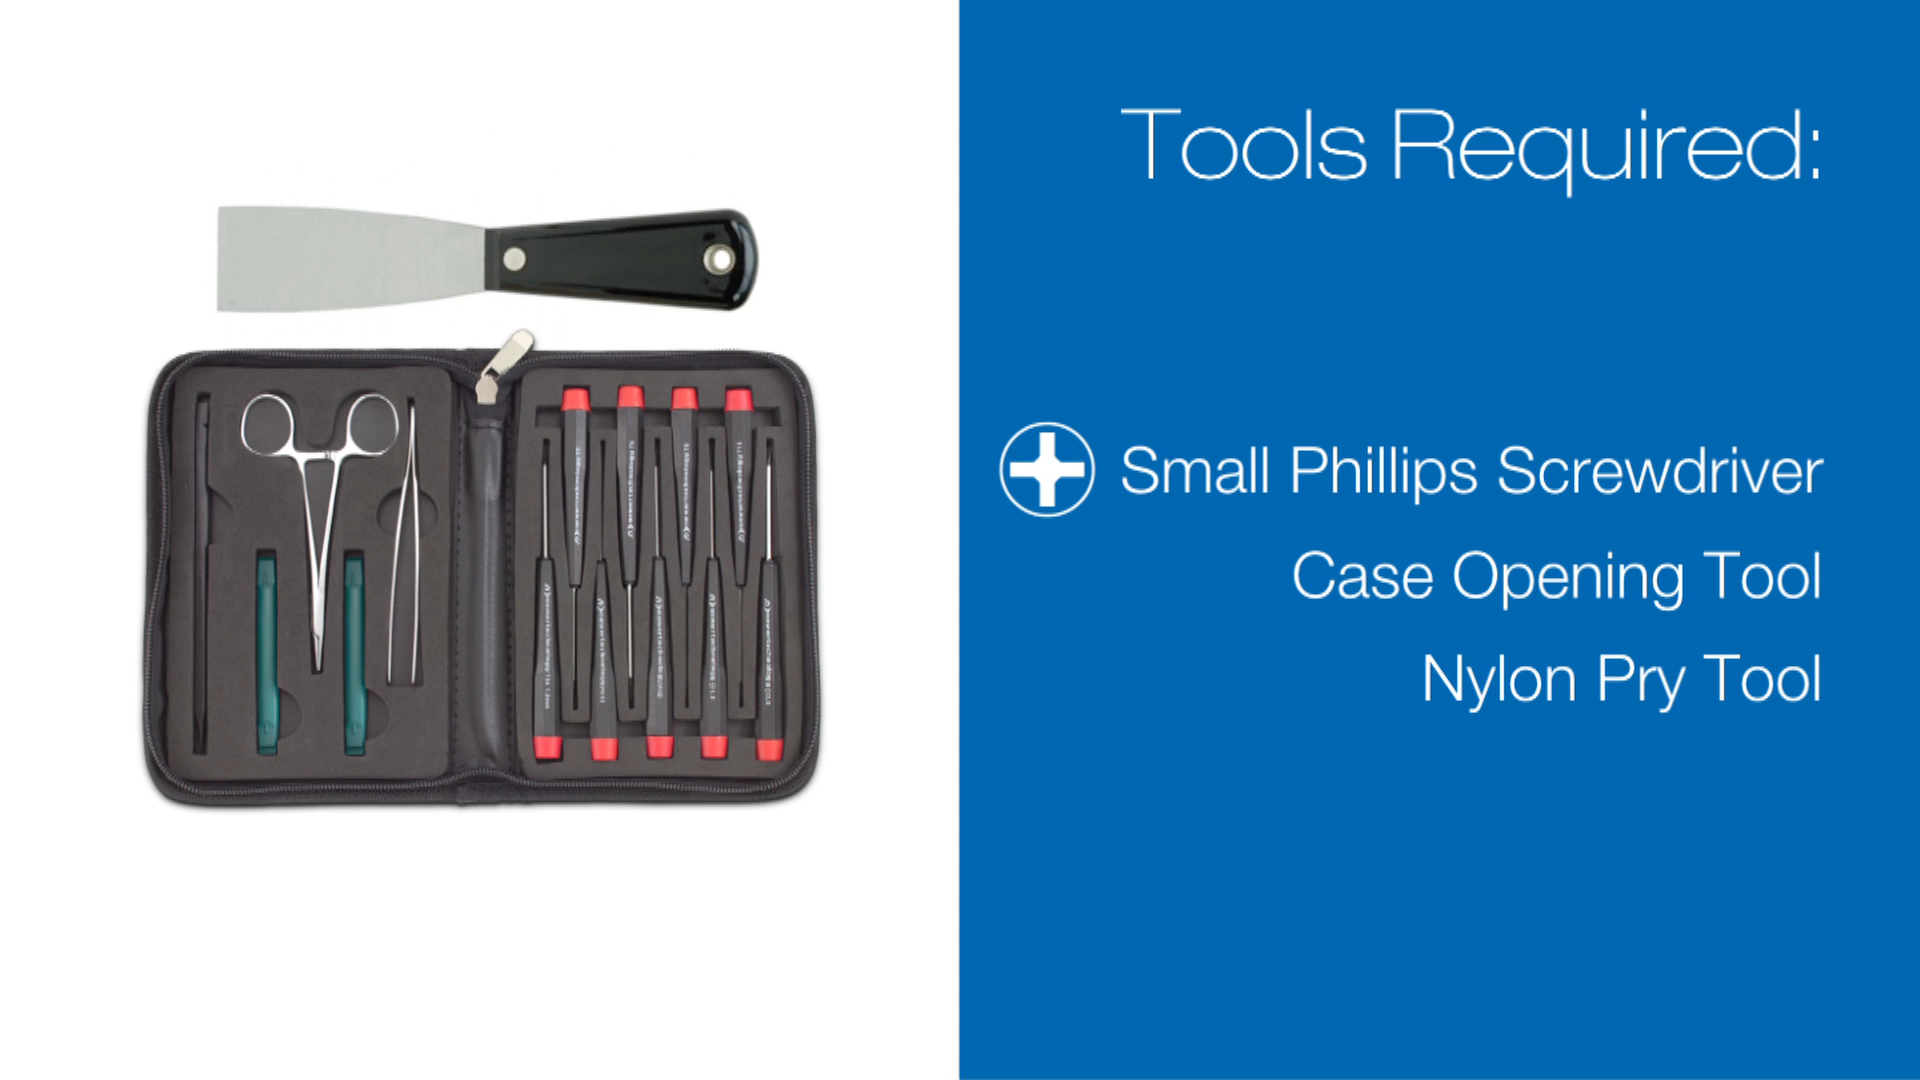 Tools Required:
Small Phillips Screwdriver
Case Opening Tool
Nylon Pry Tool